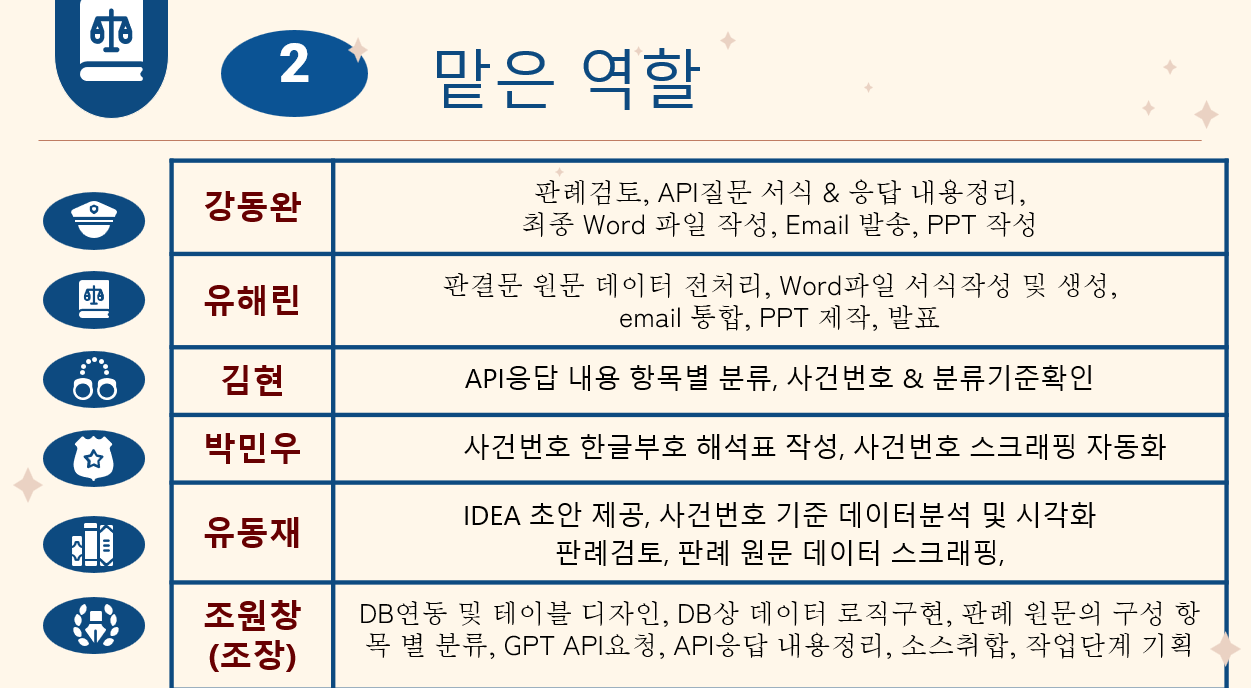 2
맡은 역할
강동완
판례검토, API질문 서식 & 응답 내용정리,
최종 Word 파일 작성, Email 발송, PPT 작성
유해린
판결문 원문 데이터 전처리, Word파일 서식작성 및 생성,
email 통합, PPT 제작, 발표
김현
API응답 내용 항목별 분류, 사건번호 & 분류기준확인
박민우
사건번호 한글부호 해석표 작성, 사건번호 스크래핑 자동화
유동재
IDEA 초안 제공, 사건번호 기준 데이터분석 및 시각화
판례검토, 판례 원문 데이터 스크래핑,
조원창
(조장)
DB연동 및 테이블 디자인, DB상 데이터 로직구현, 판례 원문의 구성 항
목 별 분류, GPT API요청, API응답 내용정리, 소스취합, 작업단계 기획